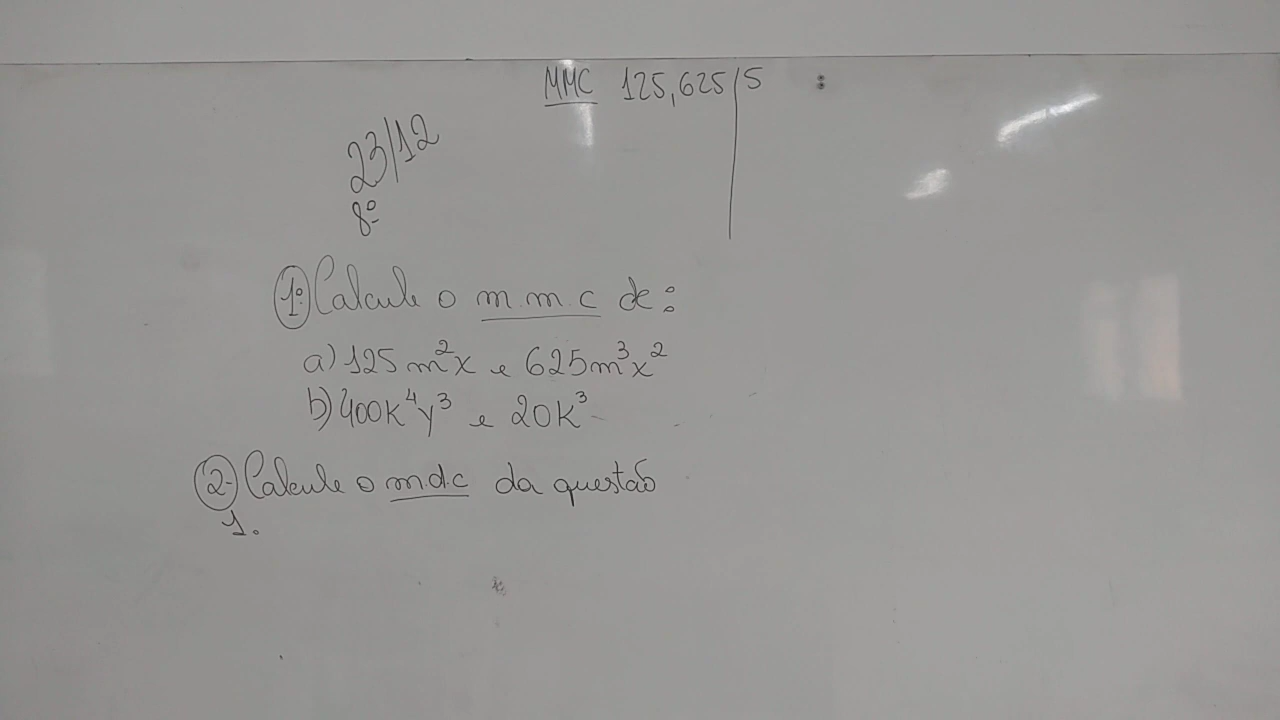 MMC 125,625|5 :
23/12
8º
1º Calcule o m.m.c de:
a) 125m²x e 625m³x²
b) 400k⁴y³ e 20k³
2- Calcule o m.d.c da questão
1.